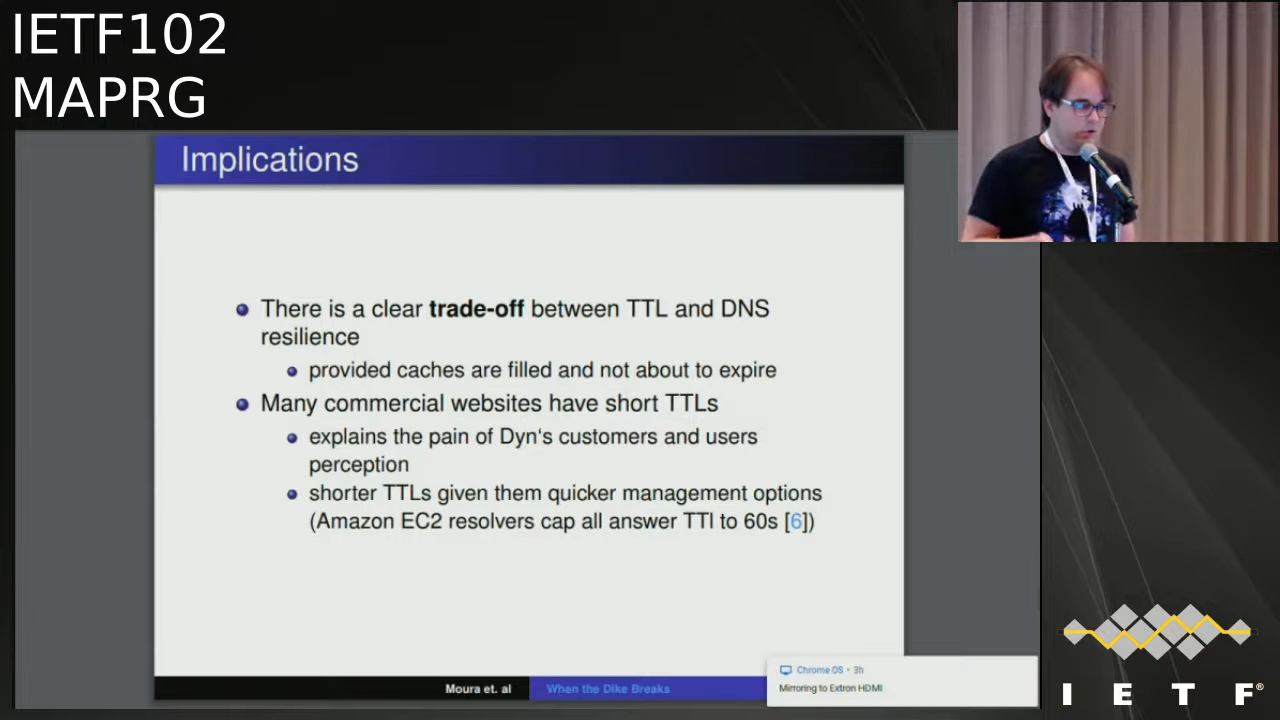 IETF102
MAPRG
Implications
There is a clear trade-off between TTL and DNS
resilience
provided caches are filled and not about to expire
Many commercial websites have short TTLs
explains the pain of Dyn‘s customers and users
perception
shorter TTLs given them quicker management options
(Amazon EC2 resolvers cap all answer TTl to 60s [6])
Moura et. al
When the Dike Breaks
Chrome OS • 3h
Mirroring to Extron HDMI
I E T F®